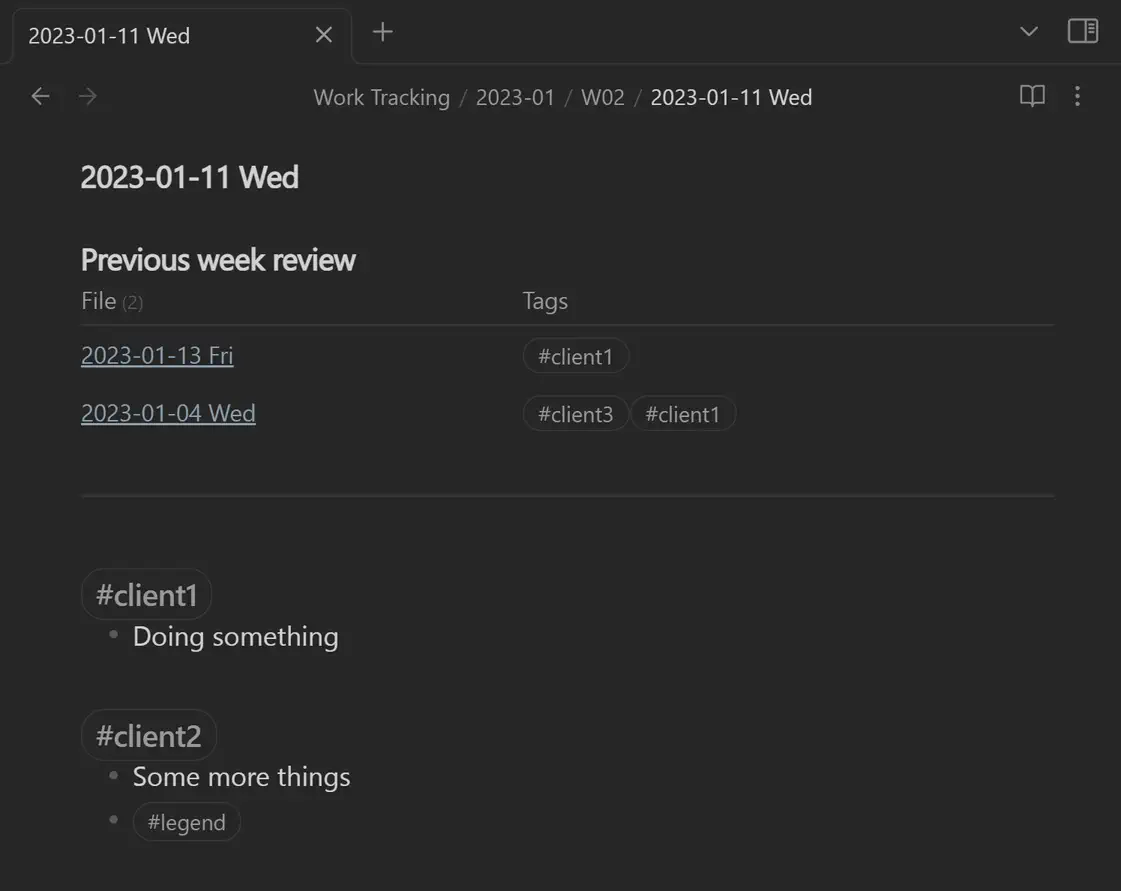 2023-01-11 Wed
Work Tracking / 2023-01 / W02 / 2023-01-11 Wed
2023-01-11 Wed
Previous week review
File (2) Tags
2023-01-13 Fri #client1
2023-01-04 Wed #client3 #client1
#client1
Doing something
#client2
Some more things
#legend